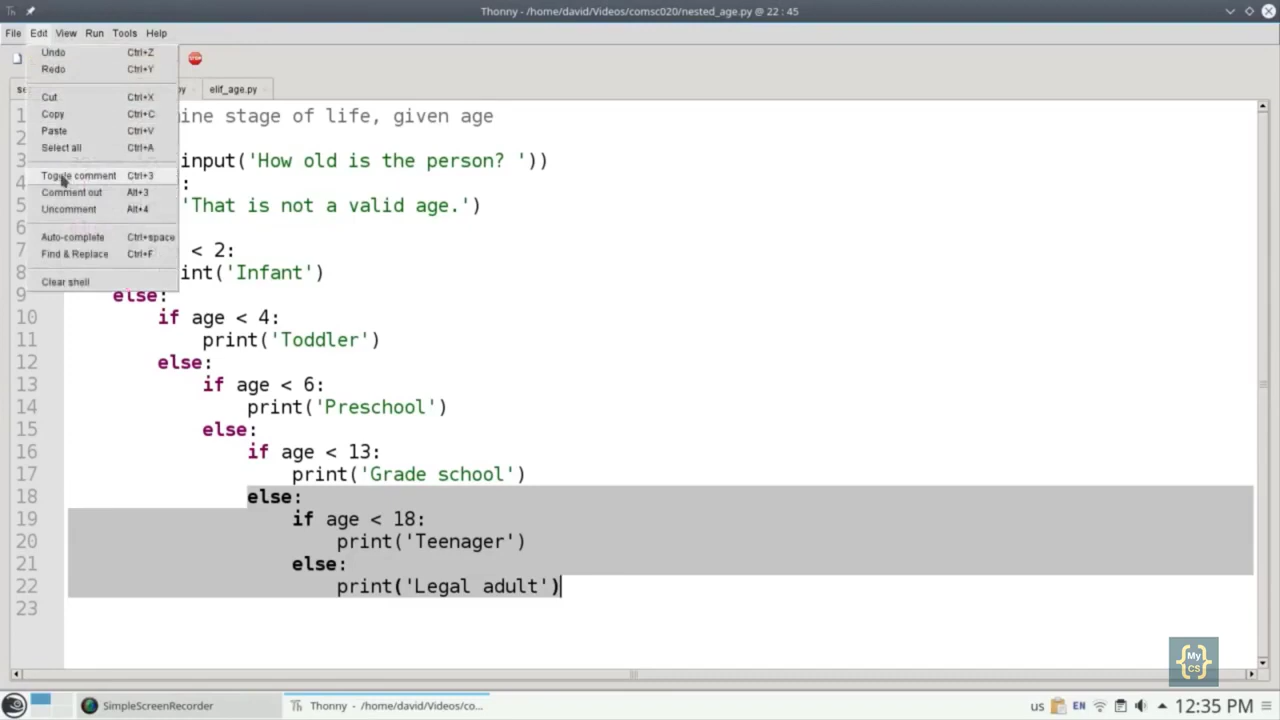 Thonny - /home/david/Videos/comsc020/nested_age.py @ 22 : 45
File Edit View Run Tools Help
Undo Ctrl+Z
Redo Ctrl+Y
Cut Ctrl+X
Copy Ctrl+C
Paste Ctrl+V
Select all Ctrl+A
Toggle comment Ctrl+3
Comment out Alt+3
Uncomment Alt+4
Auto-complete Ctrl+space
Find & Replace Ctrl+F
Clear shell
se py elif_age.py
1 ine stage of life, given age
2
3 input('How old is the person? '))
4 :
5 'That is not a valid age.')
6
7 < 2:
8 int('Infant')
9 else:
10 if age < 4:
11 print('Toddler')
12 else:
13 if age < 6:
14 print('Preschool')
15 else:
16 if age < 13:
17 print('Grade school')
18 else:
19 if age < 18:
20 print('Teenager')
21 else:
22 print('Legal adult')
23
{My CS}
SimpleScreenRecorder
Thonny - /home/david/Videos/co...
us EN 12:35 PM